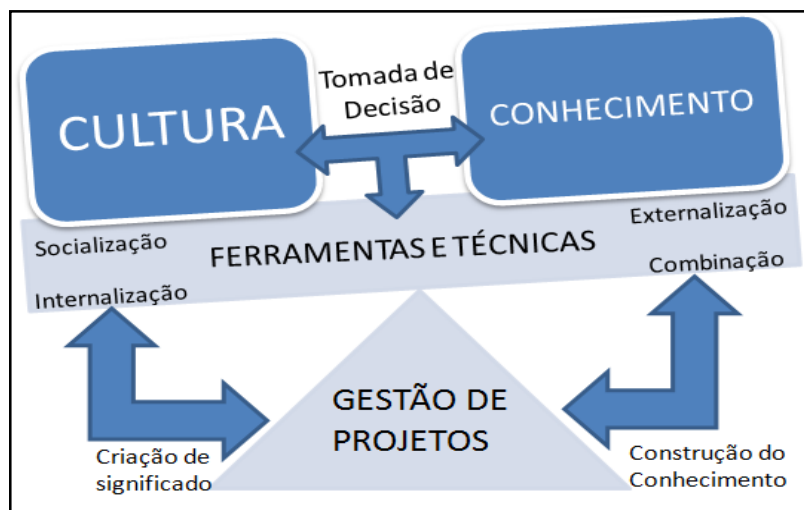 CULTURA
Tomada de
Decisão
CONHECIMENTO
Socialização
Internalização
FERRAMENTAS E TÉCNICAS
Externalização
Combinação
GESTÃO DE
PROJETOS
Criação de
significado
Construção do
Conhecimento